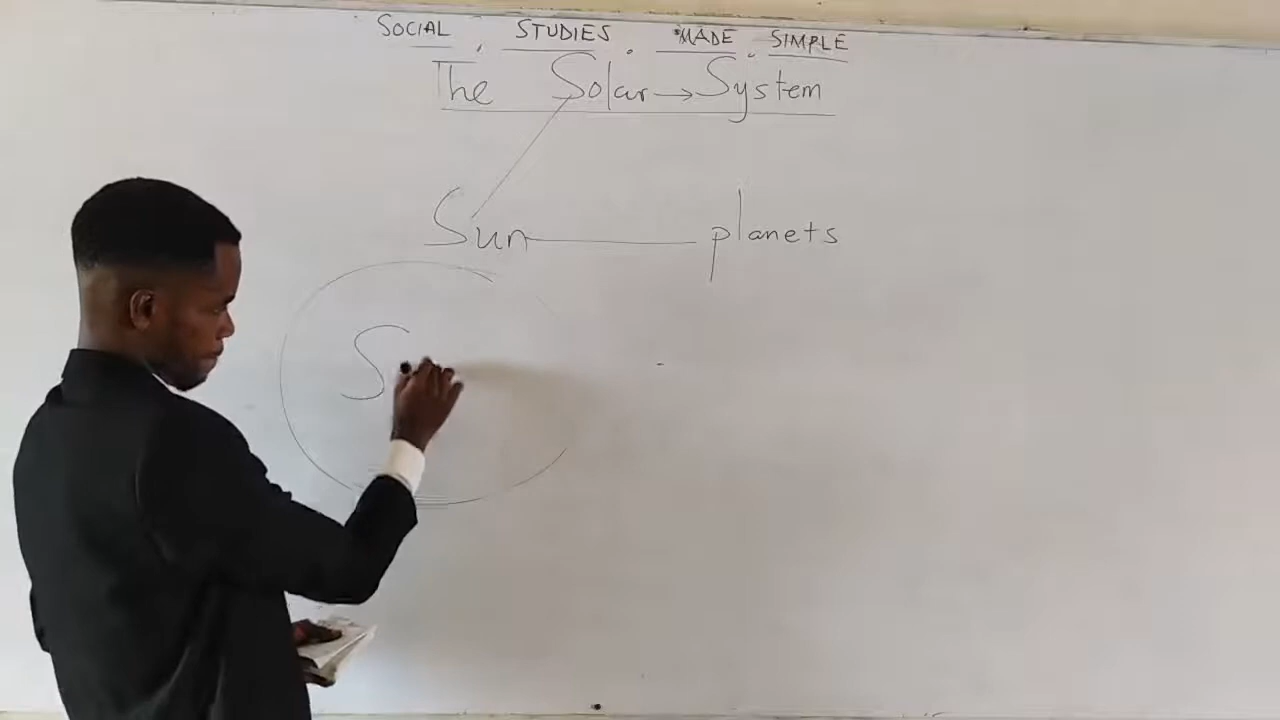 SOCIAL . STUDIES . MADE . SIMPLE
The Solar → System
Sun planets
S